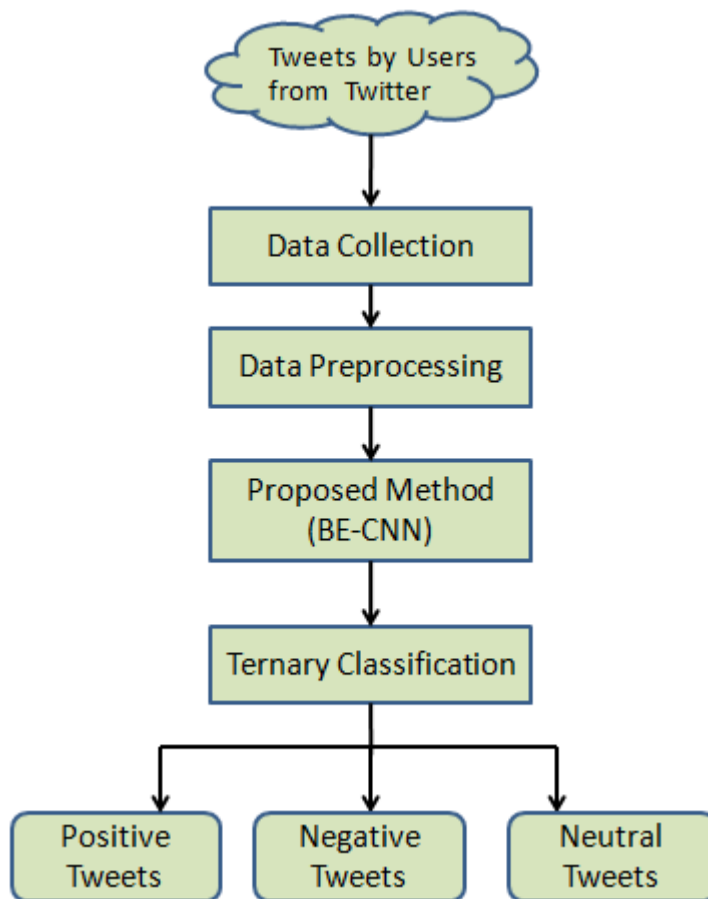 Tweets by Users
from Twitter
Data Collection
Data Preprocessing
Proposed Method
(BE-CNN)
Ternary Classification
Positive
Tweets
Negative
Tweets
Neutral
Tweets